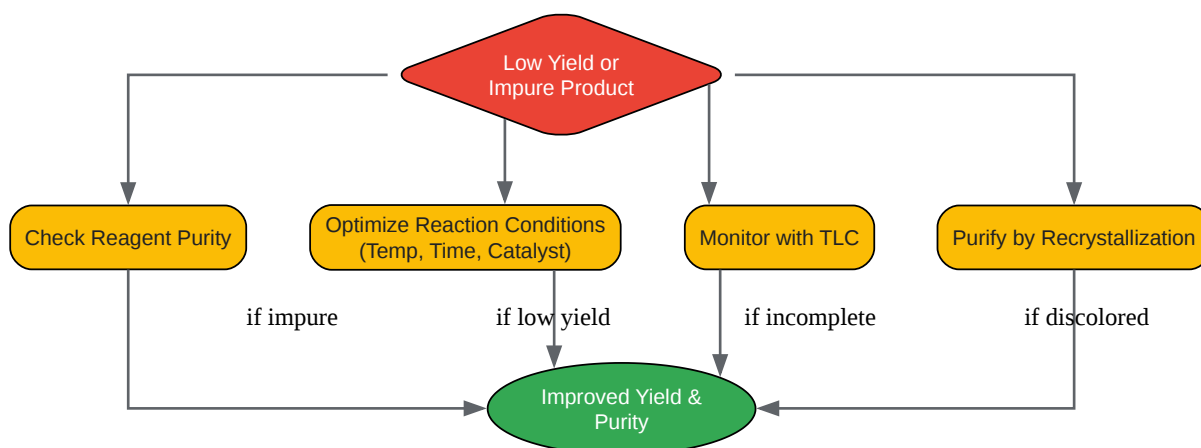 Low Yield or
Impure Product
Check Reagent Purity
Optimize Reaction Conditions
(Temp, Time, Catalyst)
Monitor with TLC
Purify by Recrystallization
if impure
if low yield
if incomplete
if discolored
Improved Yield &
Purity